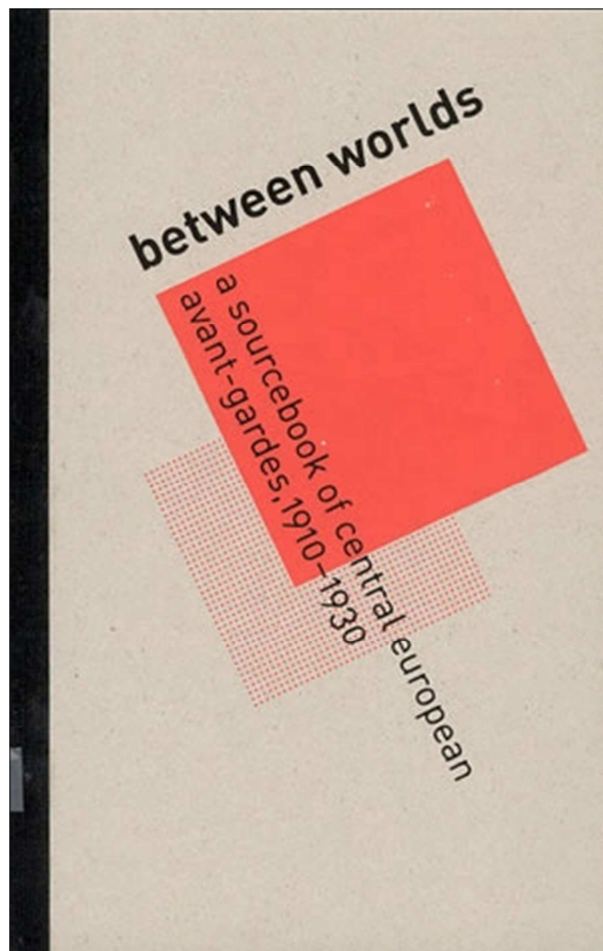 between worlds
a sourcebook of central european
avant-gardes, 1910–1930